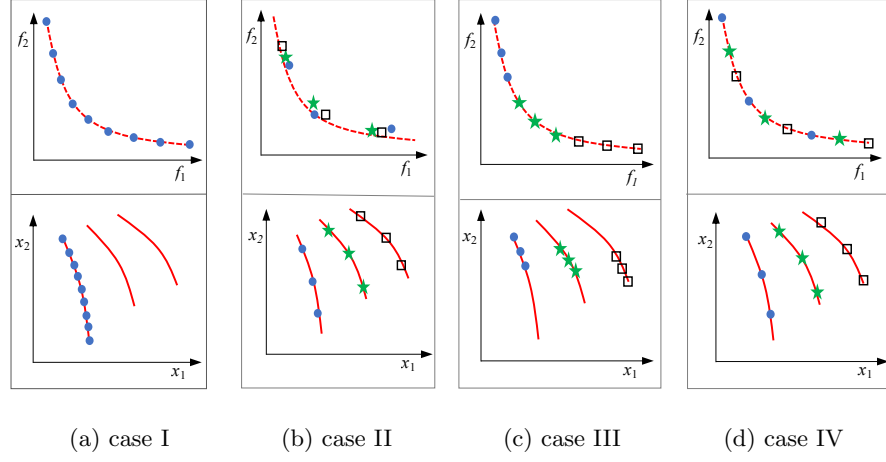 f2 f2 f2 f2
f1 f1 fI f1
x2 x2 x2 x2
x1 x1 x1 x1
(a) case I (b) case II (c) case III (d) case IV